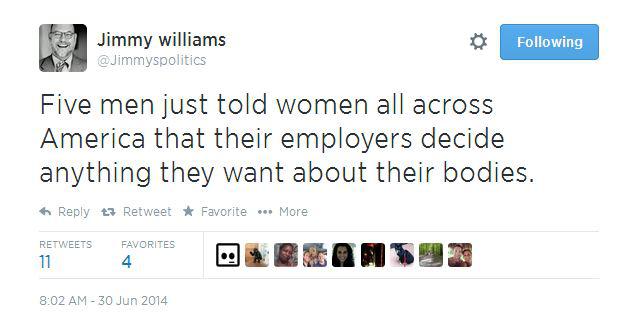 Jimmy williams
@Jimmyspolitics
Following
Five men just told women all across
America that their employers decide
anything they want about their bodies.
Reply Retweet Favorite More
RETWEETS FAVORITES
11 4
8:02 AM - 30 Jun 2014